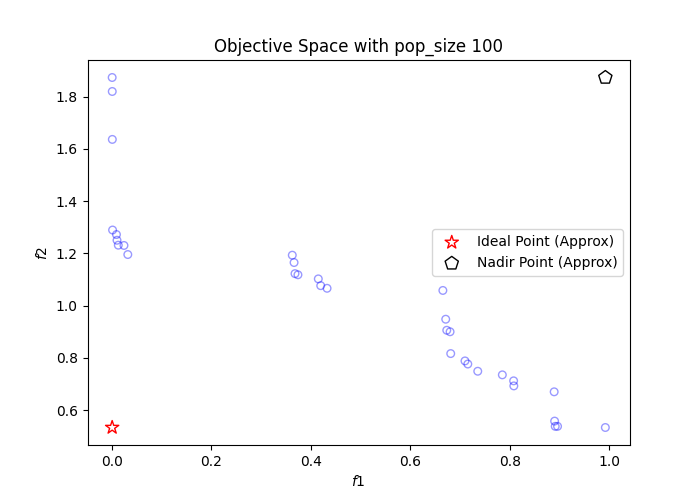 Objective Space with pop_size 100
f2
1.8
1.6
1.4
1.2
1.0
0.8
0.6
Ideal Point (Approx)
Nadir Point (Approx)
0.0 0.2 0.4 0.6 0.8 1.0
f1